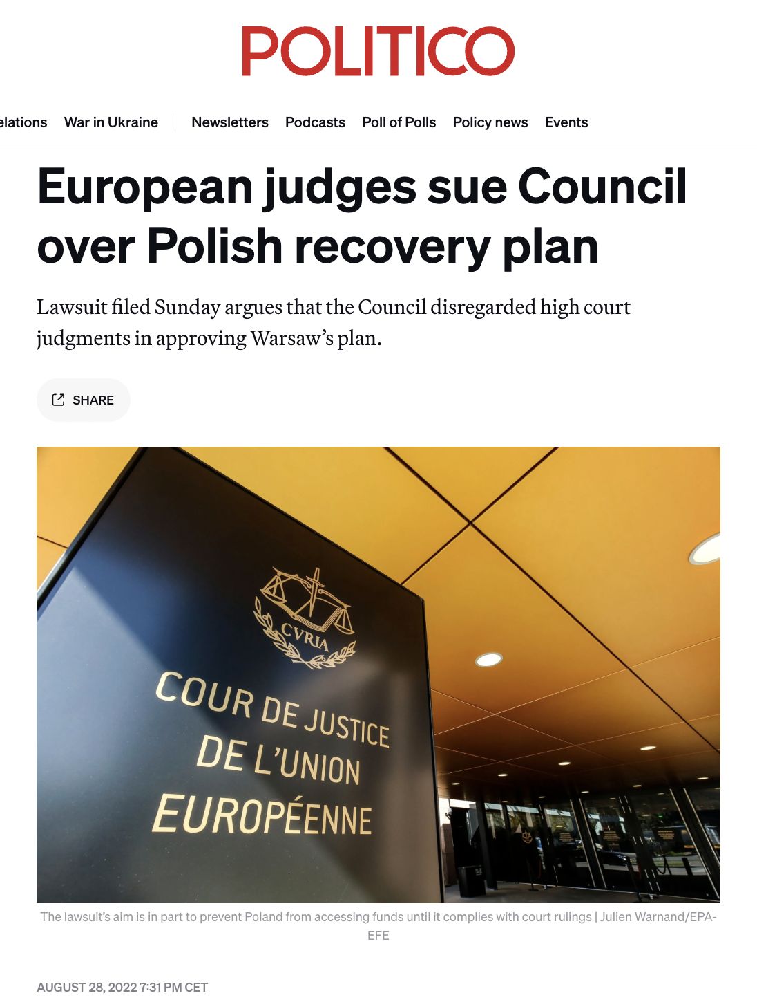 POLITICO
elations War in Ukraine Newsletters Podcasts Poll of Polls Policy news Events
European judges sue Council
over Polish recovery plan
Lawsuit filed Sunday argues that the Council disregarded high court
judgments in approving Warsaw’s plan.
SHARE
CVRIA
COUR DE JUSTICE
DE L’UNION
EUROPÉENNE
The lawsuit’s aim is in part to prevent Poland from accessing funds until it complies with court rulings | Julien Warnand/EPA-
EFE
AUGUST 28, 2022 7:31 PM CET